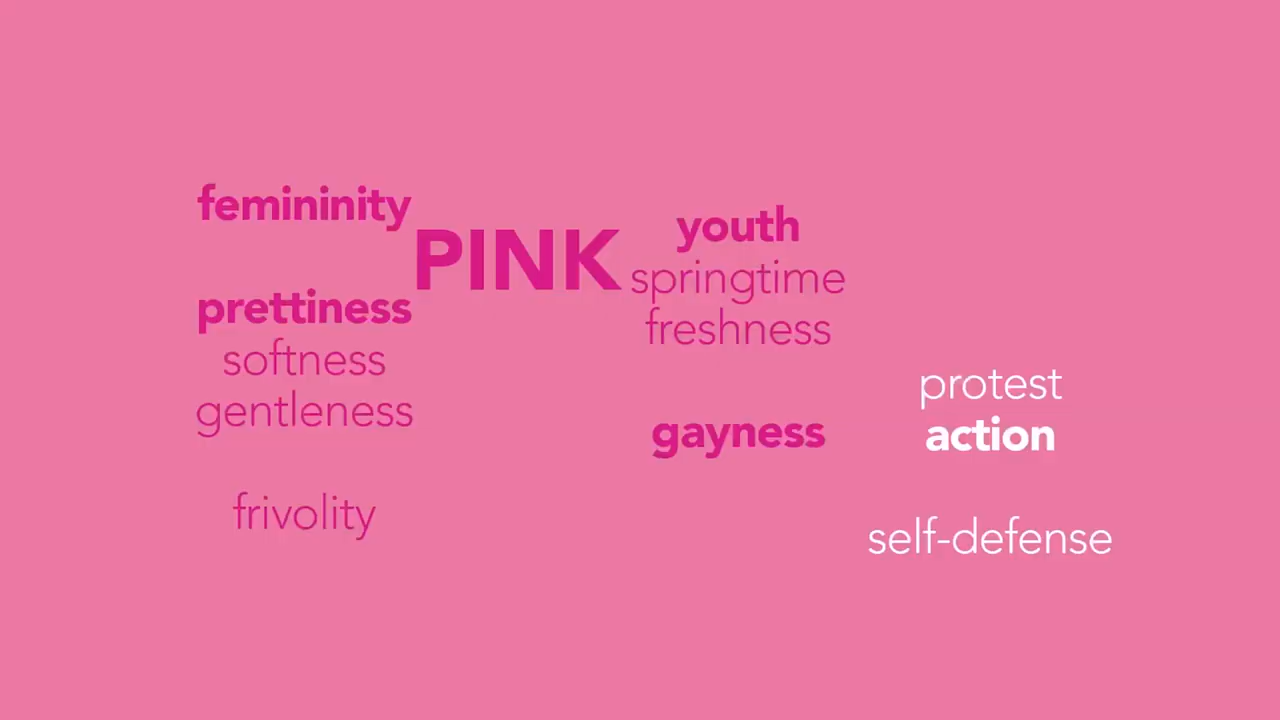 femininity
PINK
prettiness
softness
gentleness
frivolity
youth
springtime
freshness
gayness
protest
action
self-defense